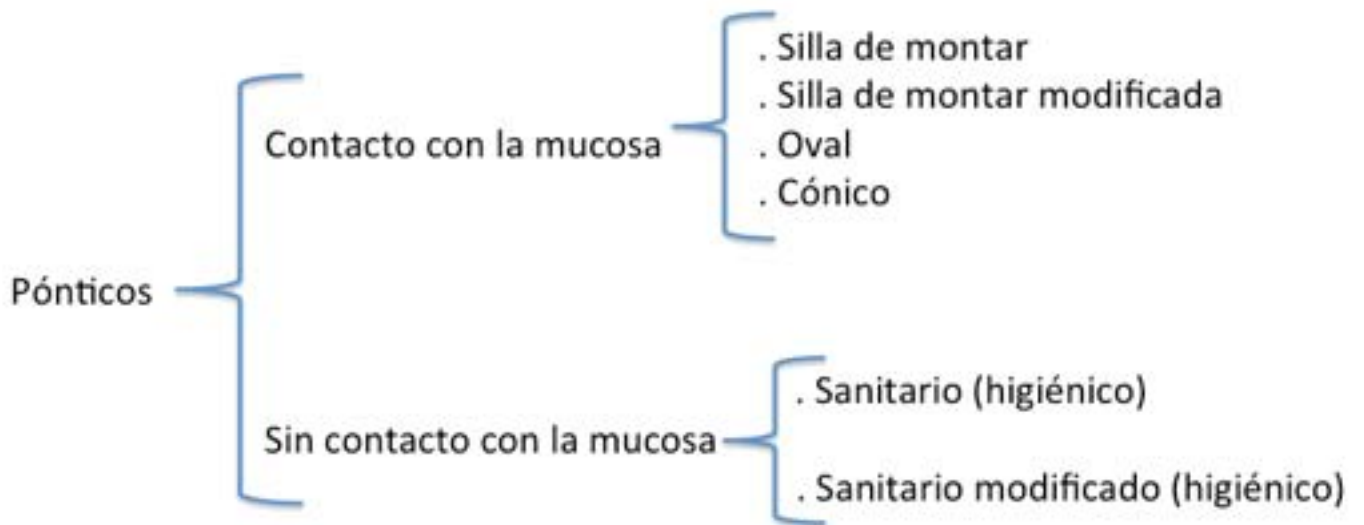 Pónticos
Contacto con la mucosa
. Silla de montar
. Silla de montar modificada
. Oval
. Cónico
Sin contacto con la mucosa
. Sanitario (higiénico)
. Sanitario modificado (higiénico)